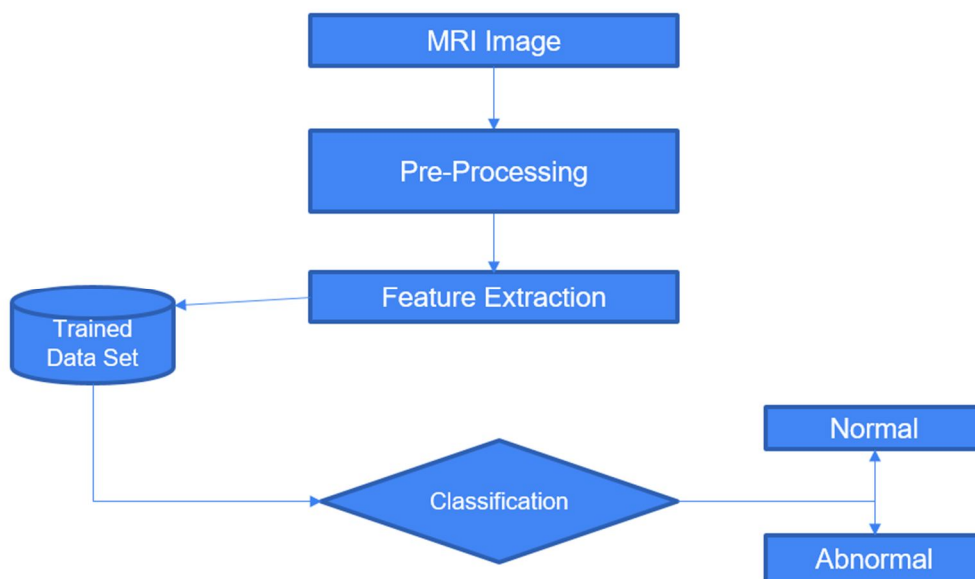 MRI Image
Pre-Processing
Feature Extraction
Trained
Data Set
Classification
Normal
Abnormal